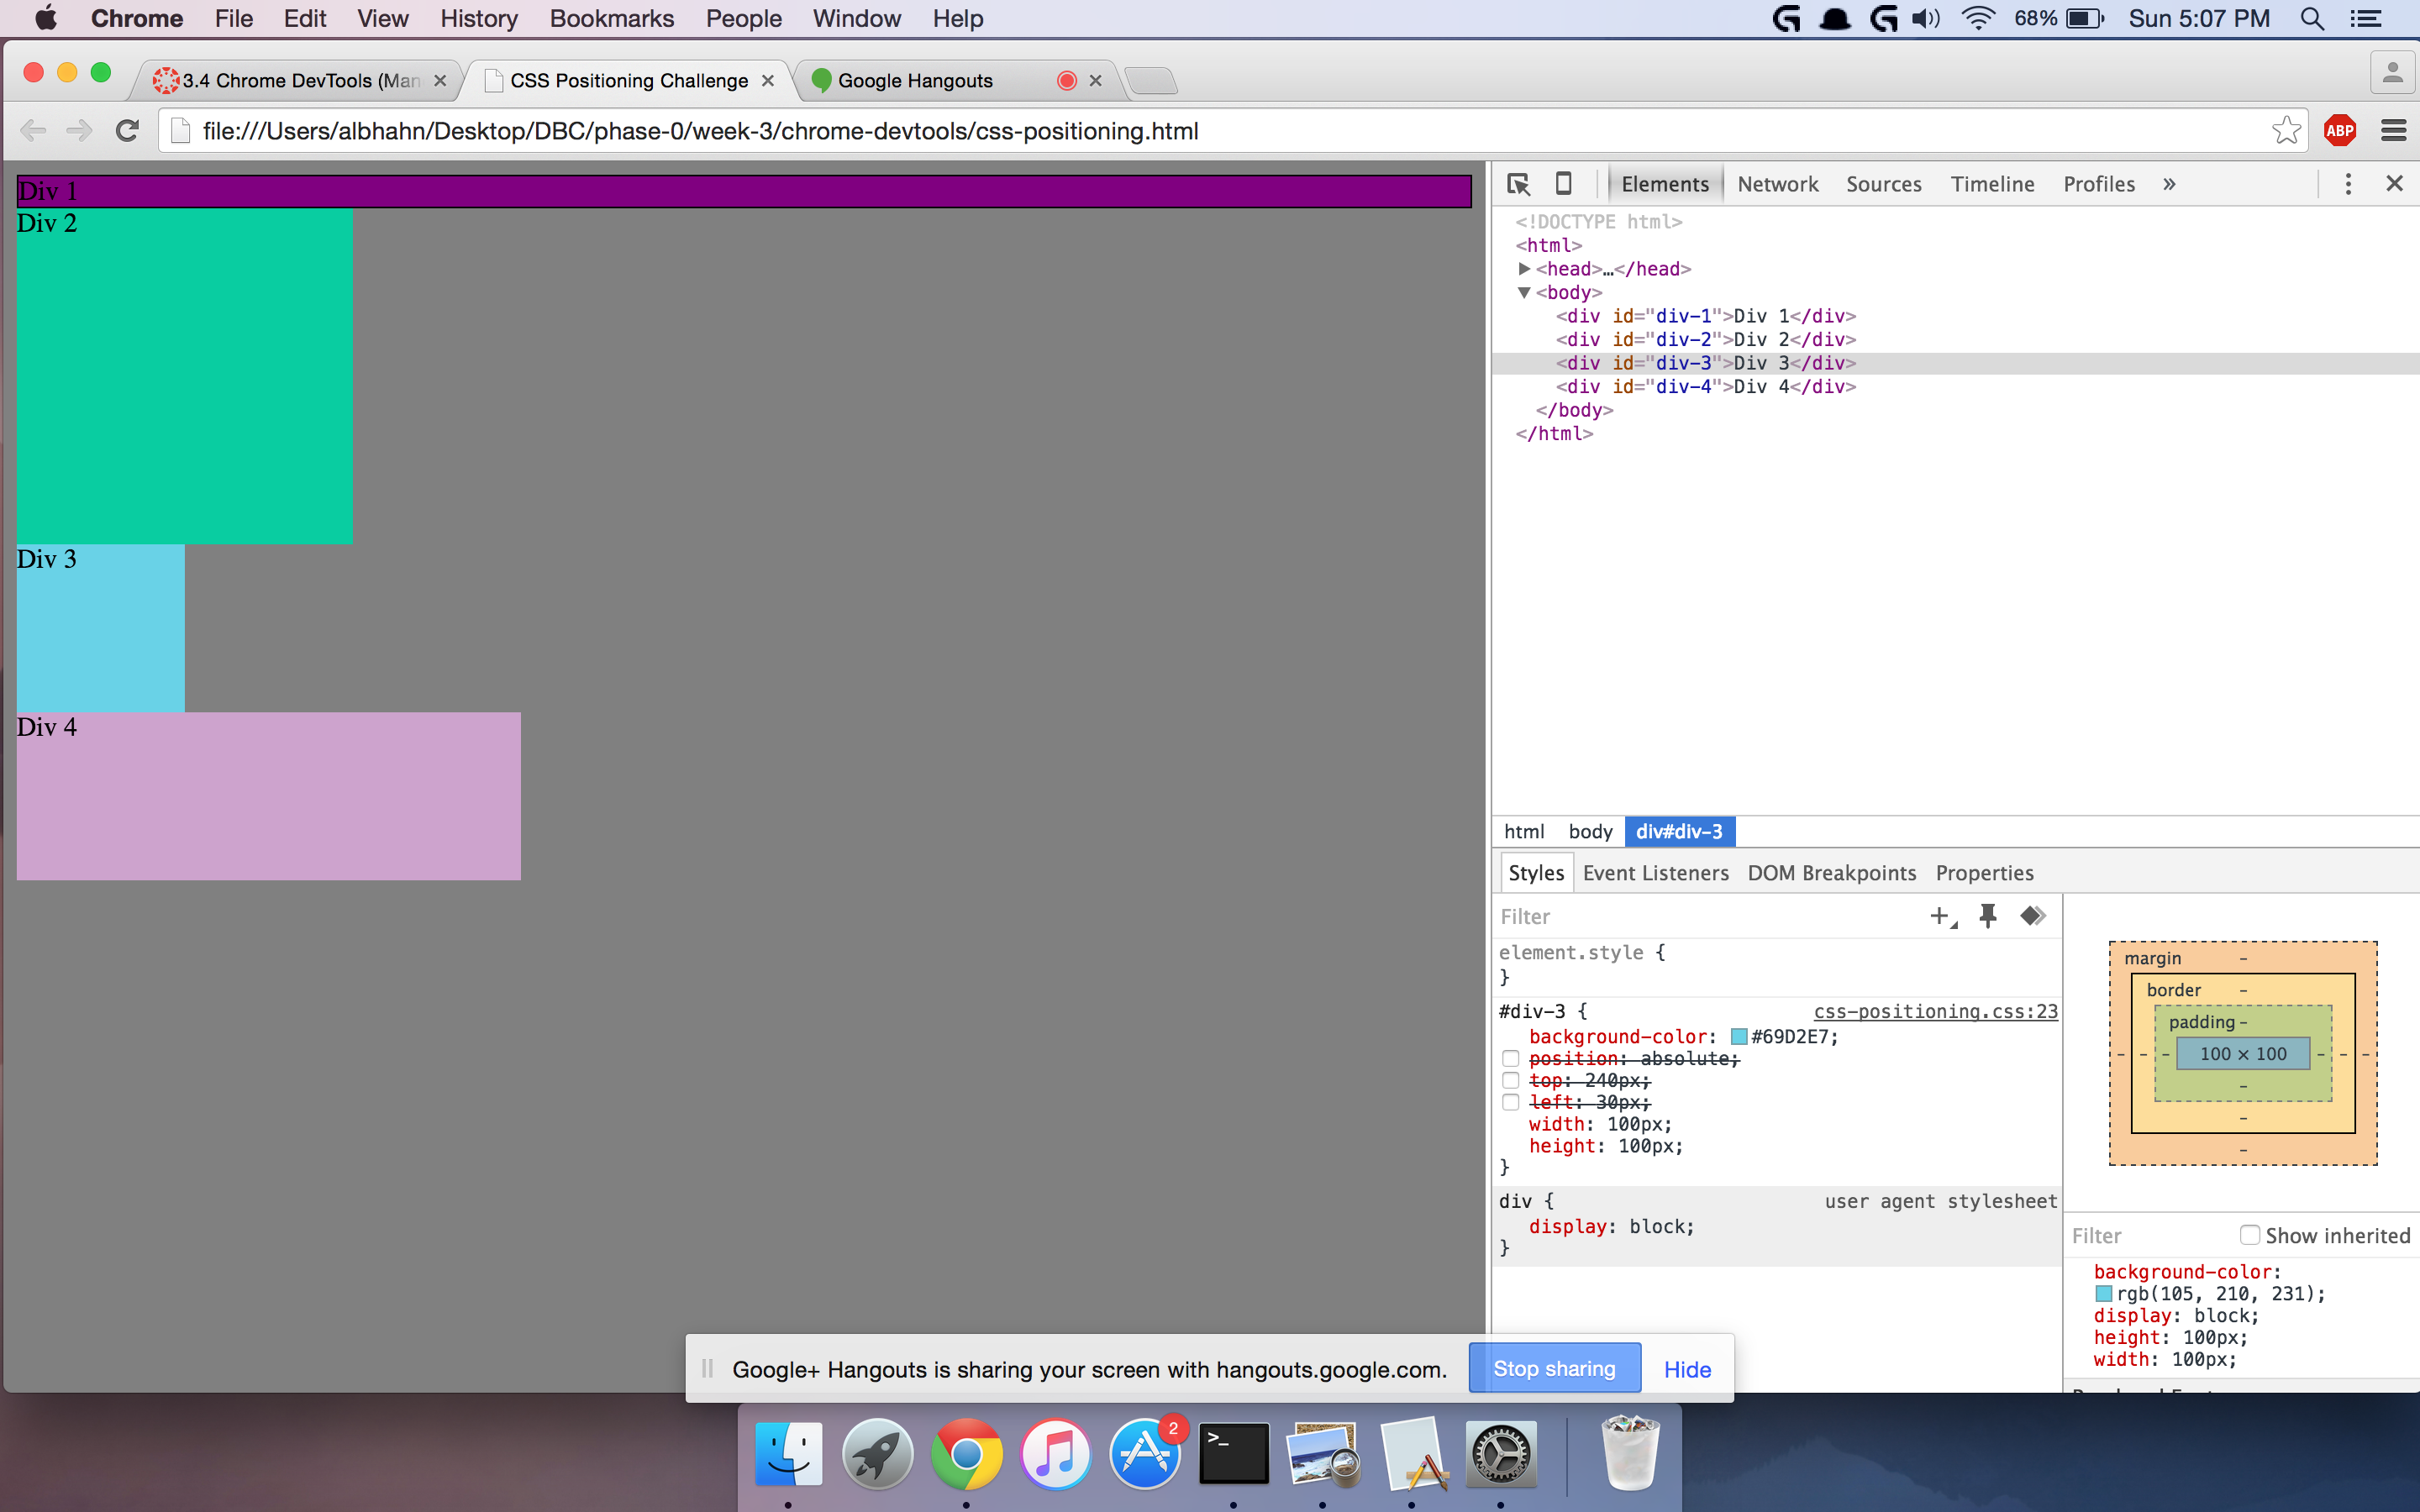 Chrome File Edit View History Bookmarks People Window Help 68% Sun 5:07 PM
3.4 Chrome DevTools (Man CSS Positioning Challenge Google Hangouts
file:///Users/albhahn/Desktop/DBC/phase-0/week-3/chrome-devtools/css-positioning.html ABP
Div 1
Div 2
Div 3
Div 4
Elements Network Sources Timeline Profiles »
<!DOCTYPE html>
<html>
<head>…</head>
<body>
<div id="div-1">Div 1</div>
<div id="div-2">Div 2</div>
<div id="div-3">Div 3</div>
<div id="div-4">Div 4</div>
</body>
</html>
html body div#div-3
Styles Event Listeners DOM Breakpoints Properties
Filter
element.style {
}
#div-3 { css-positioning.css:23
background-color: #69D2E7;
position: absolute;
top: 240px;
left: 30px;
width: 100px;
height: 100px;
}
div { user agent stylesheet
display: block;
}
margin –
border –
padding –
– – – 100 × 100 – – –
–
–
–
Filter Show inherited
background-color:
rgb(105, 210, 231);
display: block;
height: 100px;
width: 100px;
Google+ Hangouts is sharing your screen with hangouts.google.com. Stop sharing Hide
2
>_